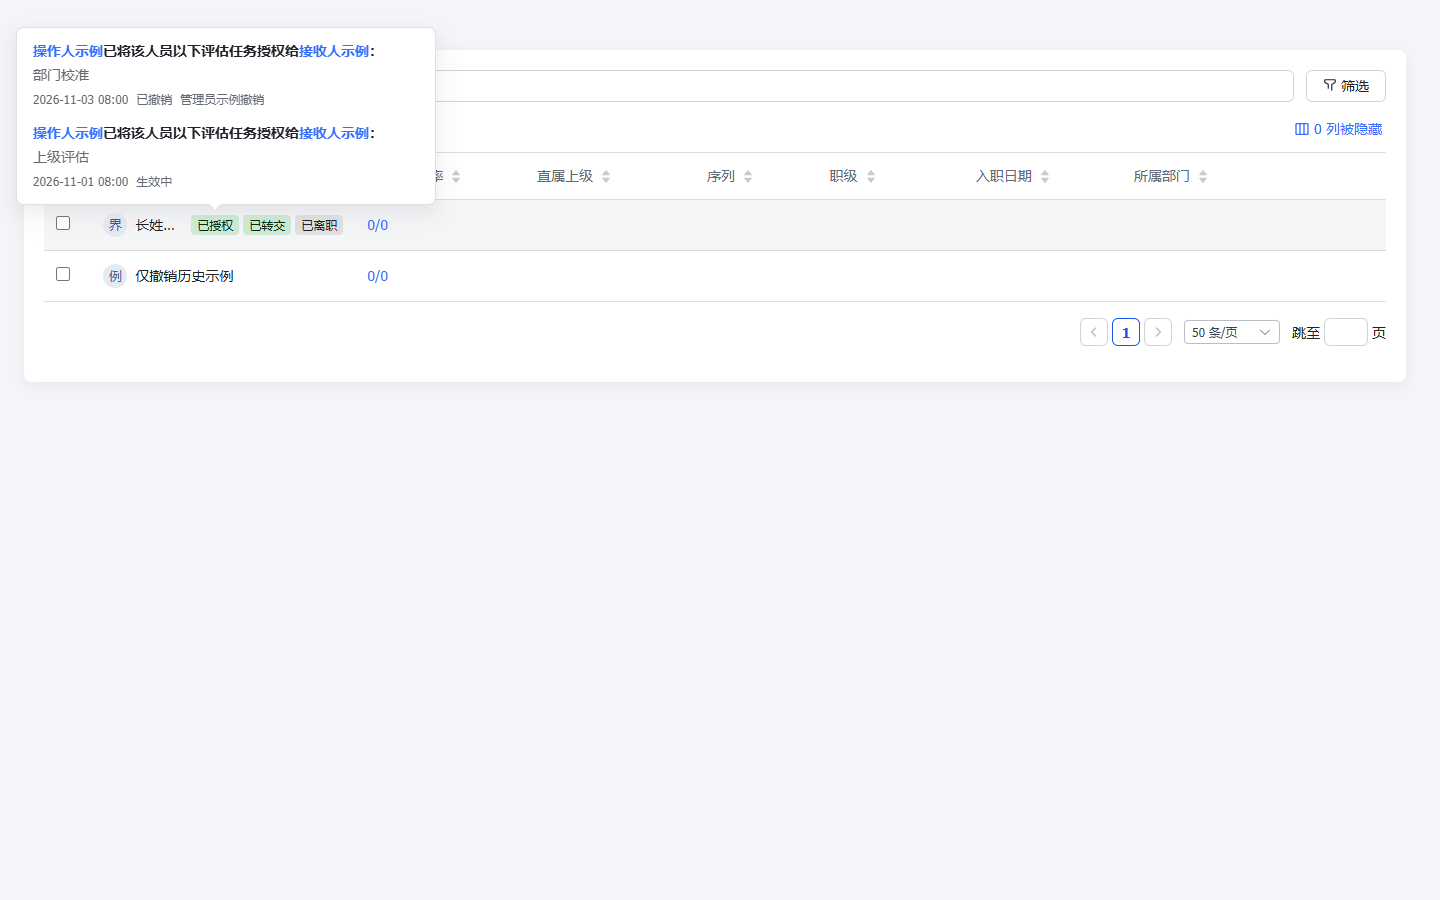 操作人示例已将该人员以下评估任务授权给接收人示例：
部门校准
2026-11-03 08:00 已撤销 管理员示例撤销
操作人示例已将该人员以下评估任务授权给接收人示例：
上级评估
2026-11-01 08:00 生效中
筛选
0 列被隐藏
率 直属上级 序列 职级 入职日期 所属部门
界 长姓... 已授权 已转交 已离职 0/0
例 仅撤销历史示例 0/0
1 50 条/页 跳至 页